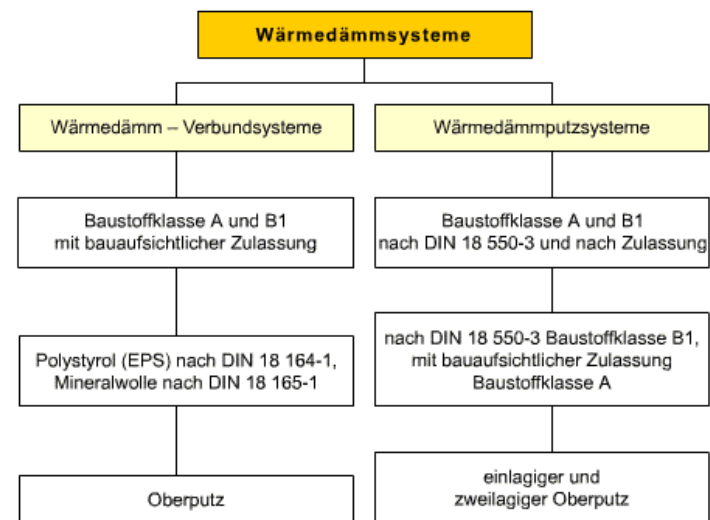 Wärmedämmsysteme
Wärmedämm – Verbundsysteme
Wärmedämmputzsysteme
Baustoffklasse A und B1
mit bauaufsichtlicher Zulassung
Baustoffklasse A und B1
nach DIN 18 550-3 und nach Zulassung
Polystyrol (EPS) nach DIN 18 164-1,
Mineralwolle nach DIN 18 165-1
nach DIN 18 550-3 Baustoffklasse B1,
mit bauaufsichtlicher Zulassung
Baustoffklasse A
Oberputz
einlagiger und
zweilagiger Oberputz